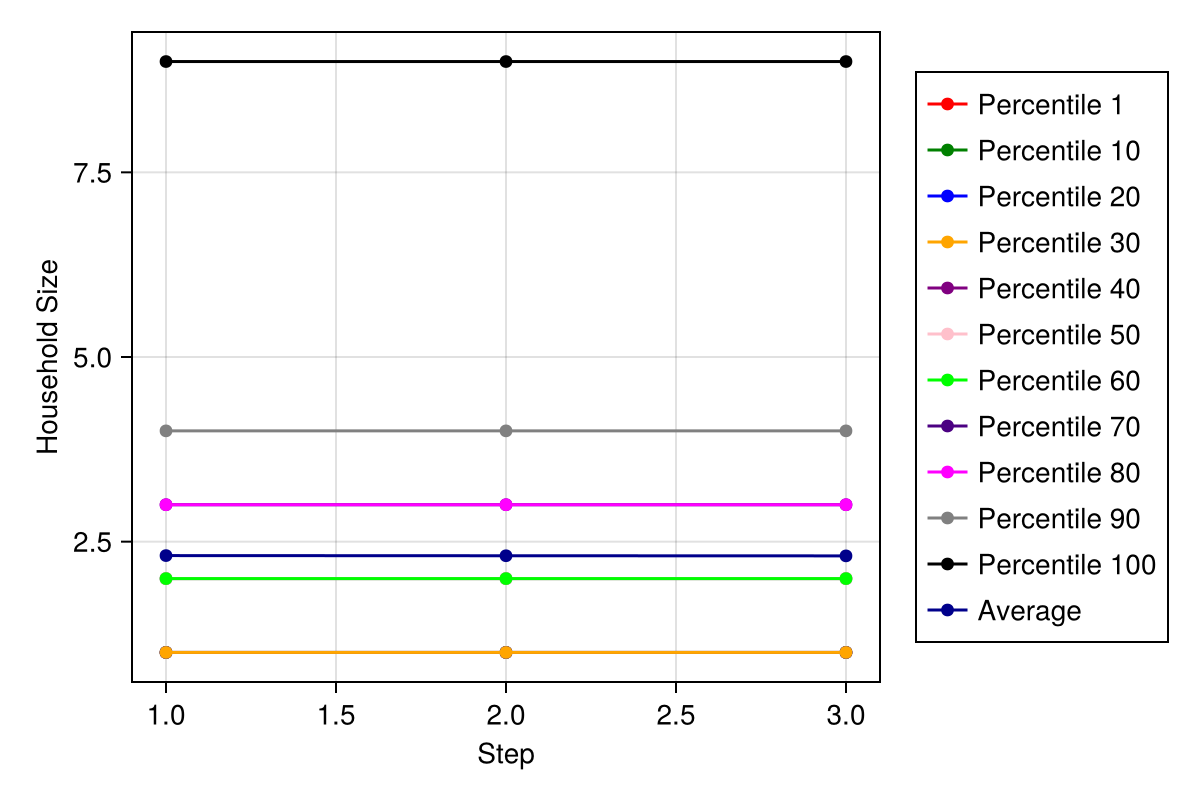 7.5
5.0
2.5
Household Size
1.0 1.5 2.0 2.5 3.0
Step
Percentile 1
Percentile 10
Percentile 20
Percentile 30
Percentile 40
Percentile 50
Percentile 60
Percentile 70
Percentile 80
Percentile 90
Percentile 100
Average